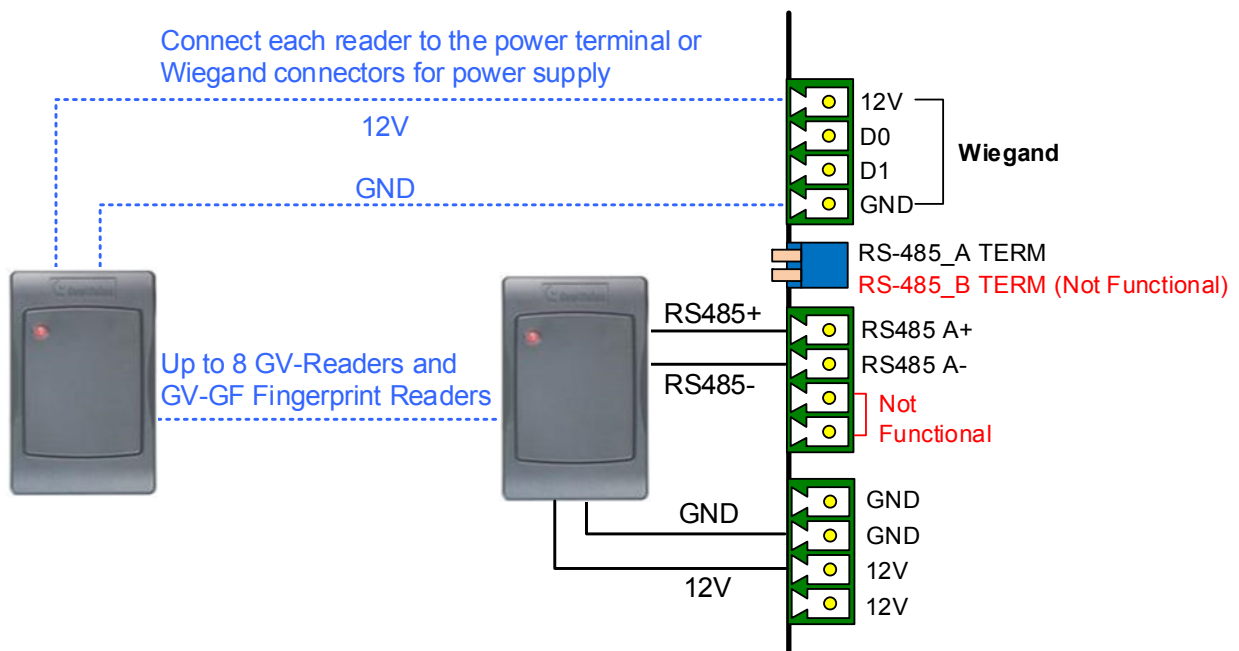 Connect each reader to the power terminal or
Wiegand connectors for power supply
12V
GND
12V
D0
D1
GND
Wiegand
RS-485_A TERM
RS-485_B TERM (Not Functional)
RS485+
RS485-
RS485 A+
RS485 A-
Not
Functional
Up to 8 GV-Readers and
GV-GF Fingerprint Readers
GND
12V
GND
GND
12V
12V